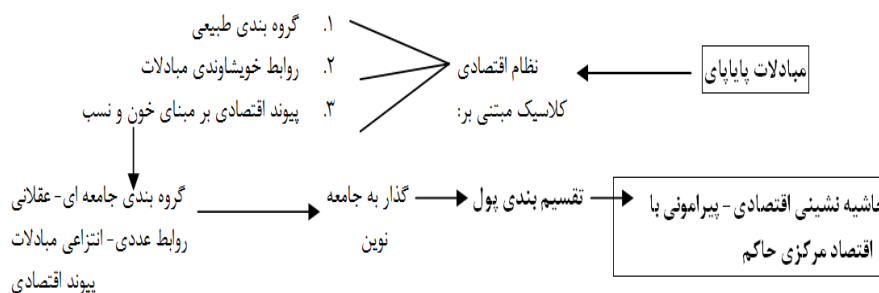 مبادلات پایاپای
نظام اقتصادی
کلاسیک مبتنی بر:
۱. گروه بندی طبیعی
۲. روابط خویشاوندی مبادلات
۳. پیوند اقتصادی بر مبنای خون و نسب
گروه بندی جامعه ای- عقلانی
روابط عددی- انتزاعی مبادلات
پیوند اقتصادی
گذار به جامعه
نوین
تقسیم بندی پول
نشینی اقتصادی- پیرامونی با
اقتصاد مرکزی حاکم